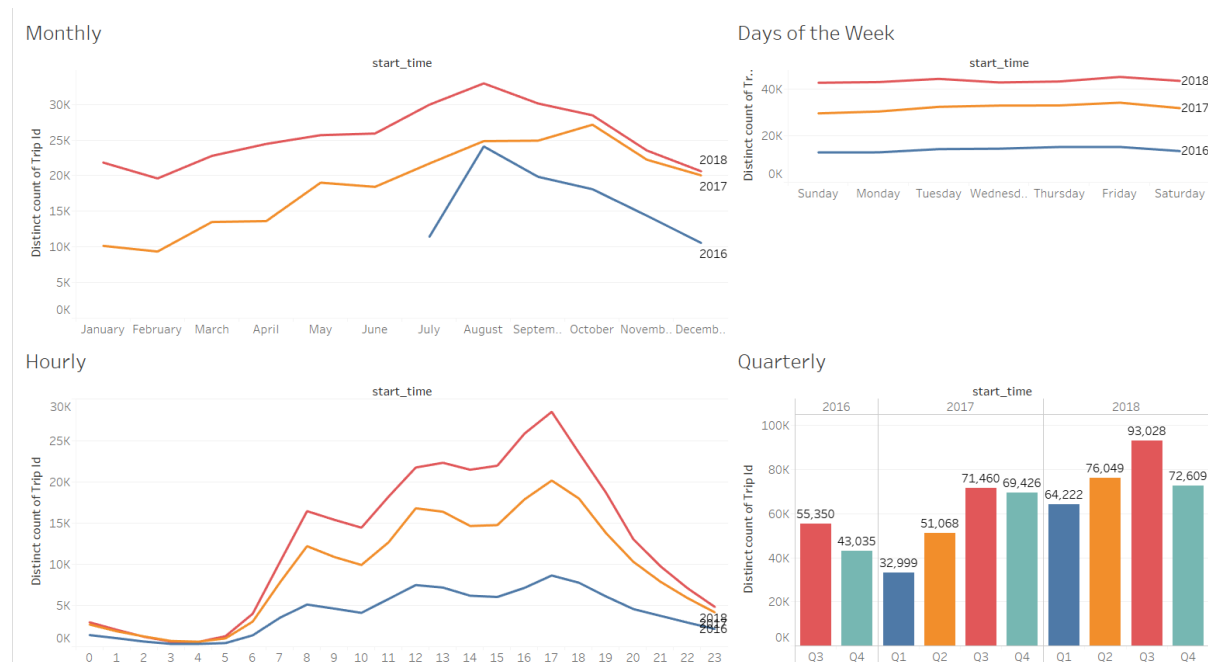 Monthly
start_time
Distinct count of Trip Id
30K
25K
20K
15K
10K
5K
0K
2018
2017
2016
January February March April May June July August Septem.. October Novemb.. Decemb..
Days of the Week
start_time
Distinct count of Tr..
40K
20K
0K
2018
2017
2016
Sunday Monday Tuesday Wednesd.. Thursday Friday Saturday
Hourly
start_time
Distinct count of Trip Id
30K
25K
20K
15K
10K
5K
0K
2018
2017
2016
0 1 2 3 4 5 6 7 8 9 10 11 12 13 14 15 16 17 18 19 20 21 22 23
Quarterly
start_time
2016 2017 2018
Distinct count of Trip Id
100K
80K
60K
40K
20K
0K
55,350
43,035
32,999
51,068
71,460
69,426
64,222
76,049
93,028
72,609
Q3 Q4 Q1 Q2 Q3 Q4 Q1 Q2 Q3 Q4